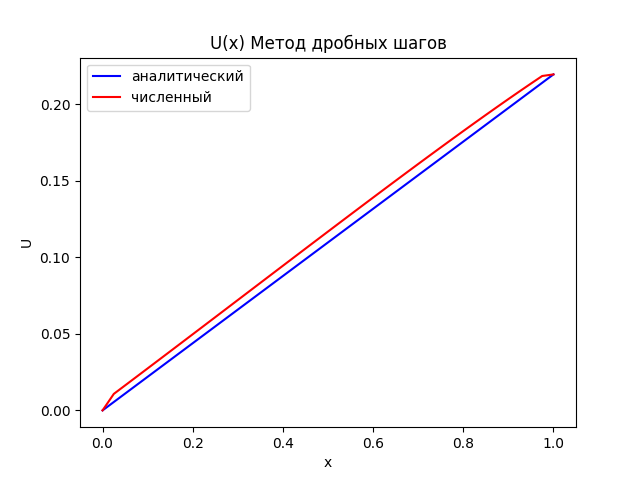 U(x) Метод дробных шагов
аналитический
численный
0.20
0.15
0.10
0.05
0.00
U
0.0 0.2 0.4 0.6 0.8 1.0
x